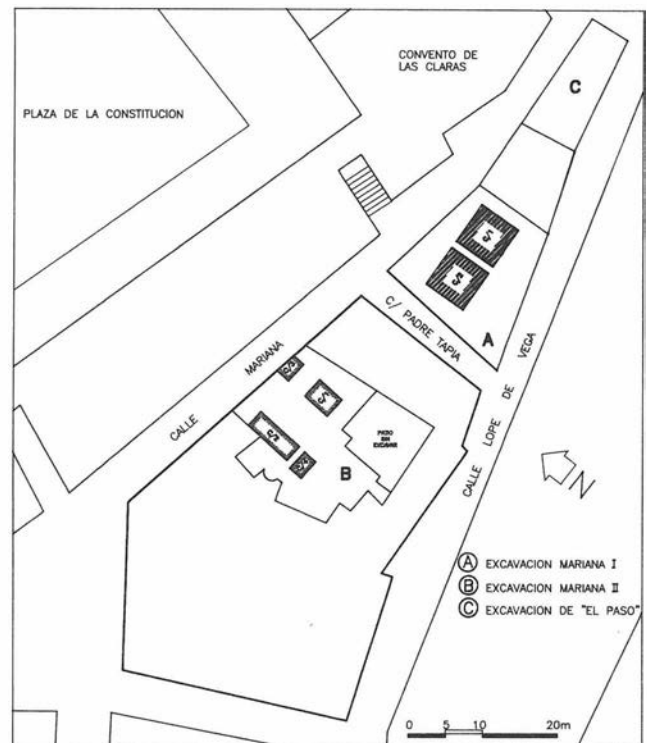 CONVENTO DE
LAS CLARAS
C
PLAZA DE LA CONSTITUCION
C/ PADRE TAPIA
A
CALLE MARIANA
CALLE LOPE DE VEGA
PATIO
SIN
EXCAVAR
B
N
A EXCAVACION MARIANA I
B EXCAVACION MARIANA II
C EXCAVACION DE "EL PASO"
0 5 10 20m